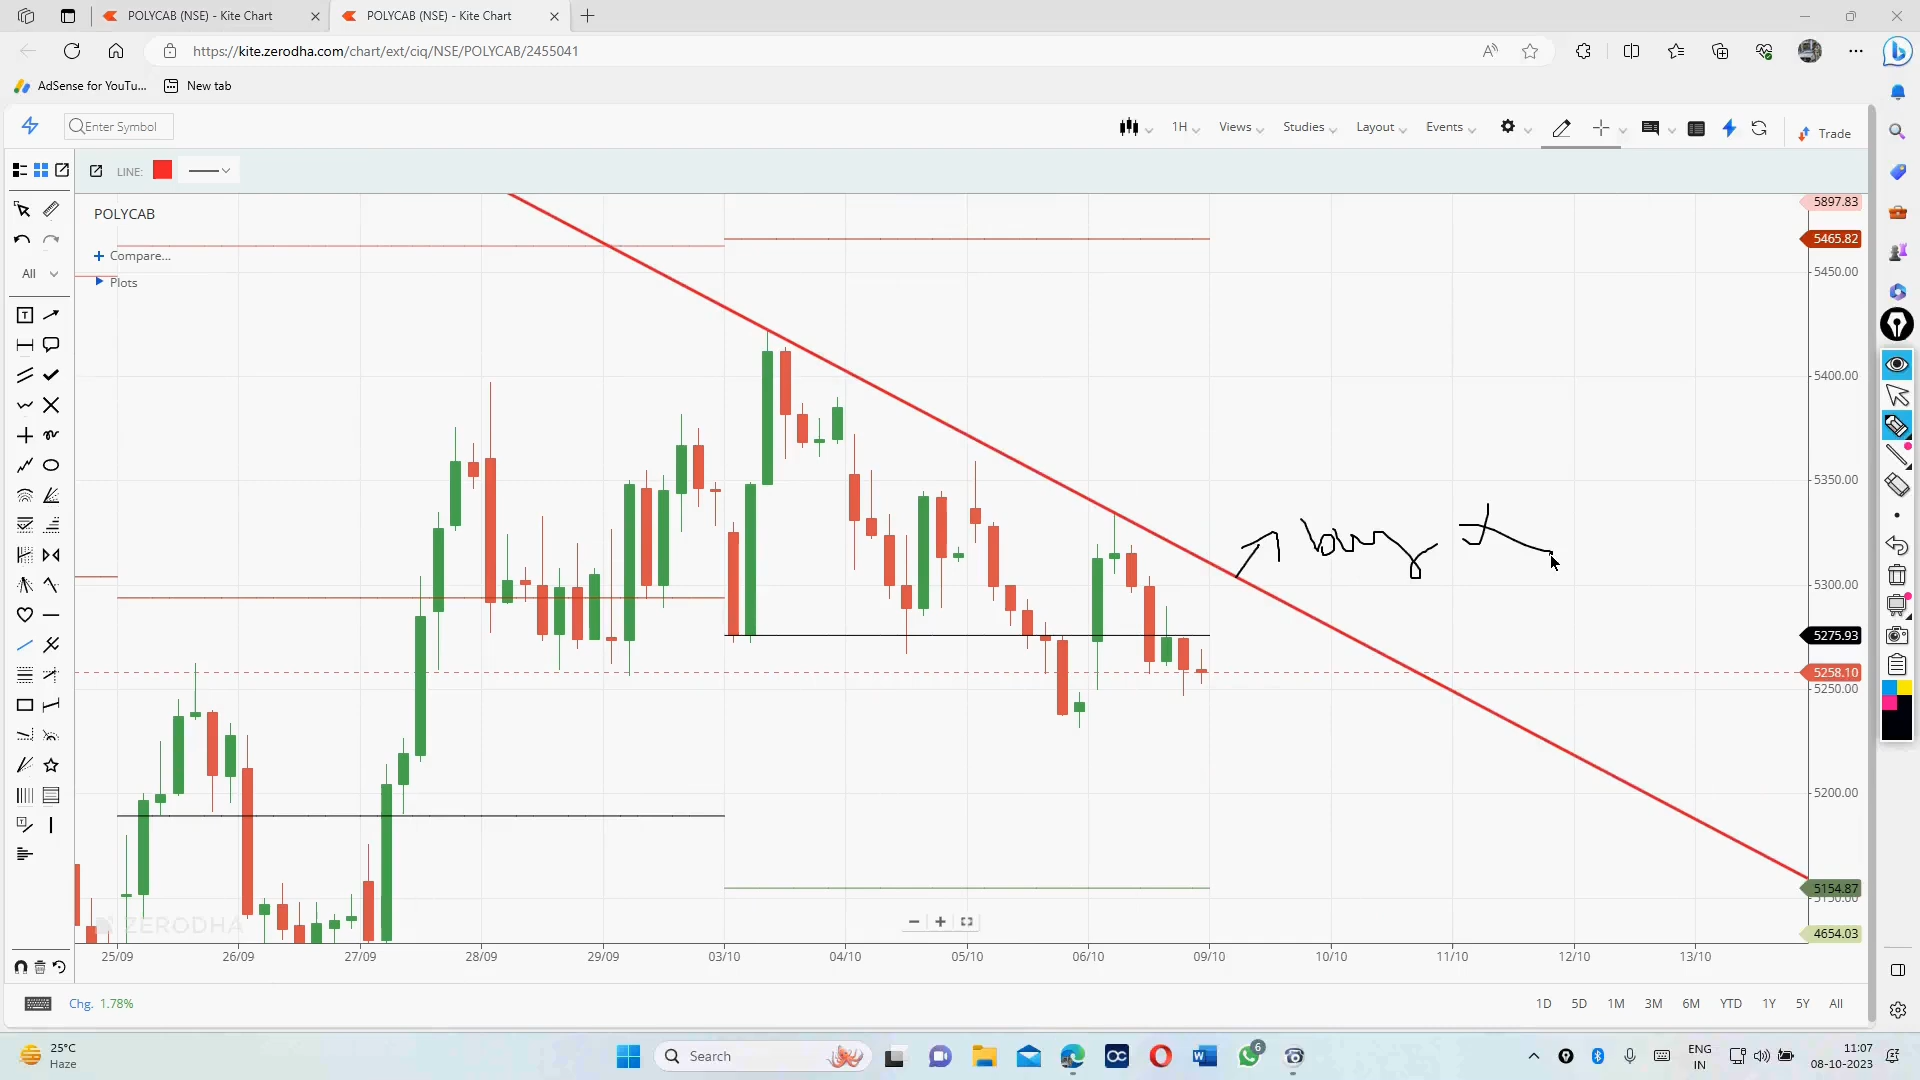 POLYCAB (NSE) - Kite Chart
POLYCAB (NSE) - Kite Chart
https://kite.zerodha.com/chart/ext/ciq/NSE/POLYCAB/2455041
AdSense for YouTu...
New tab
Enter Symbol
1H
Views
Studies
Layout
Events
Trade
LINE:
POLYCAB
All
+ Compare...
Plots
5897.83
5465.82
5450.00
5400.00
5350.00
5300.00
5275.93
5258.10
5250.00
5200.00
5154.87
5150.00
4654.03
ZERODHA
25/09 26/09 27/09 28/09 29/09 03/10 04/10 05/10 06/10 09/10 10/10 11/10 12/10 13/10
Chg. 1.78%
1D 5D 1M 3M 6M YTD 1Y 5Y All
25°C
Haze
Search
6
ENG
IN
11:07
08-10-2023